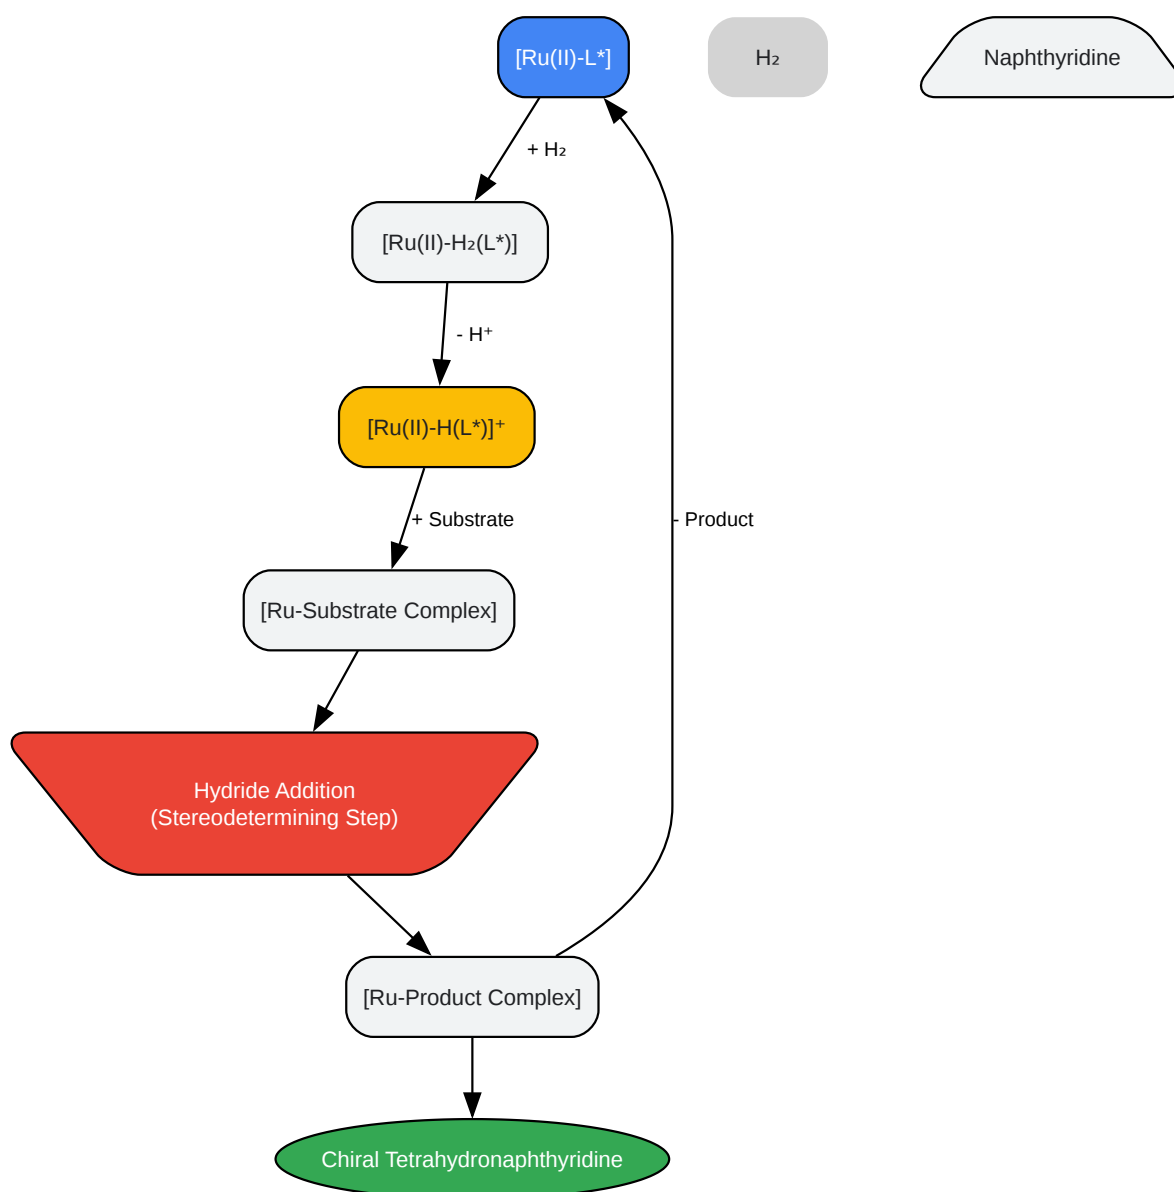 [Ru(II)-L*]
H₂
Naphthyridine
+ H₂
[Ru(II)-H₂(L*)]
- H⁺
[Ru(II)-H(L*)]⁺
+ Substrate
- Product
[Ru-Substrate Complex]
Hydride Addition
(Stereodetermining Step)
[Ru-Product Complex]
Chiral Tetrahydronaphthyridine